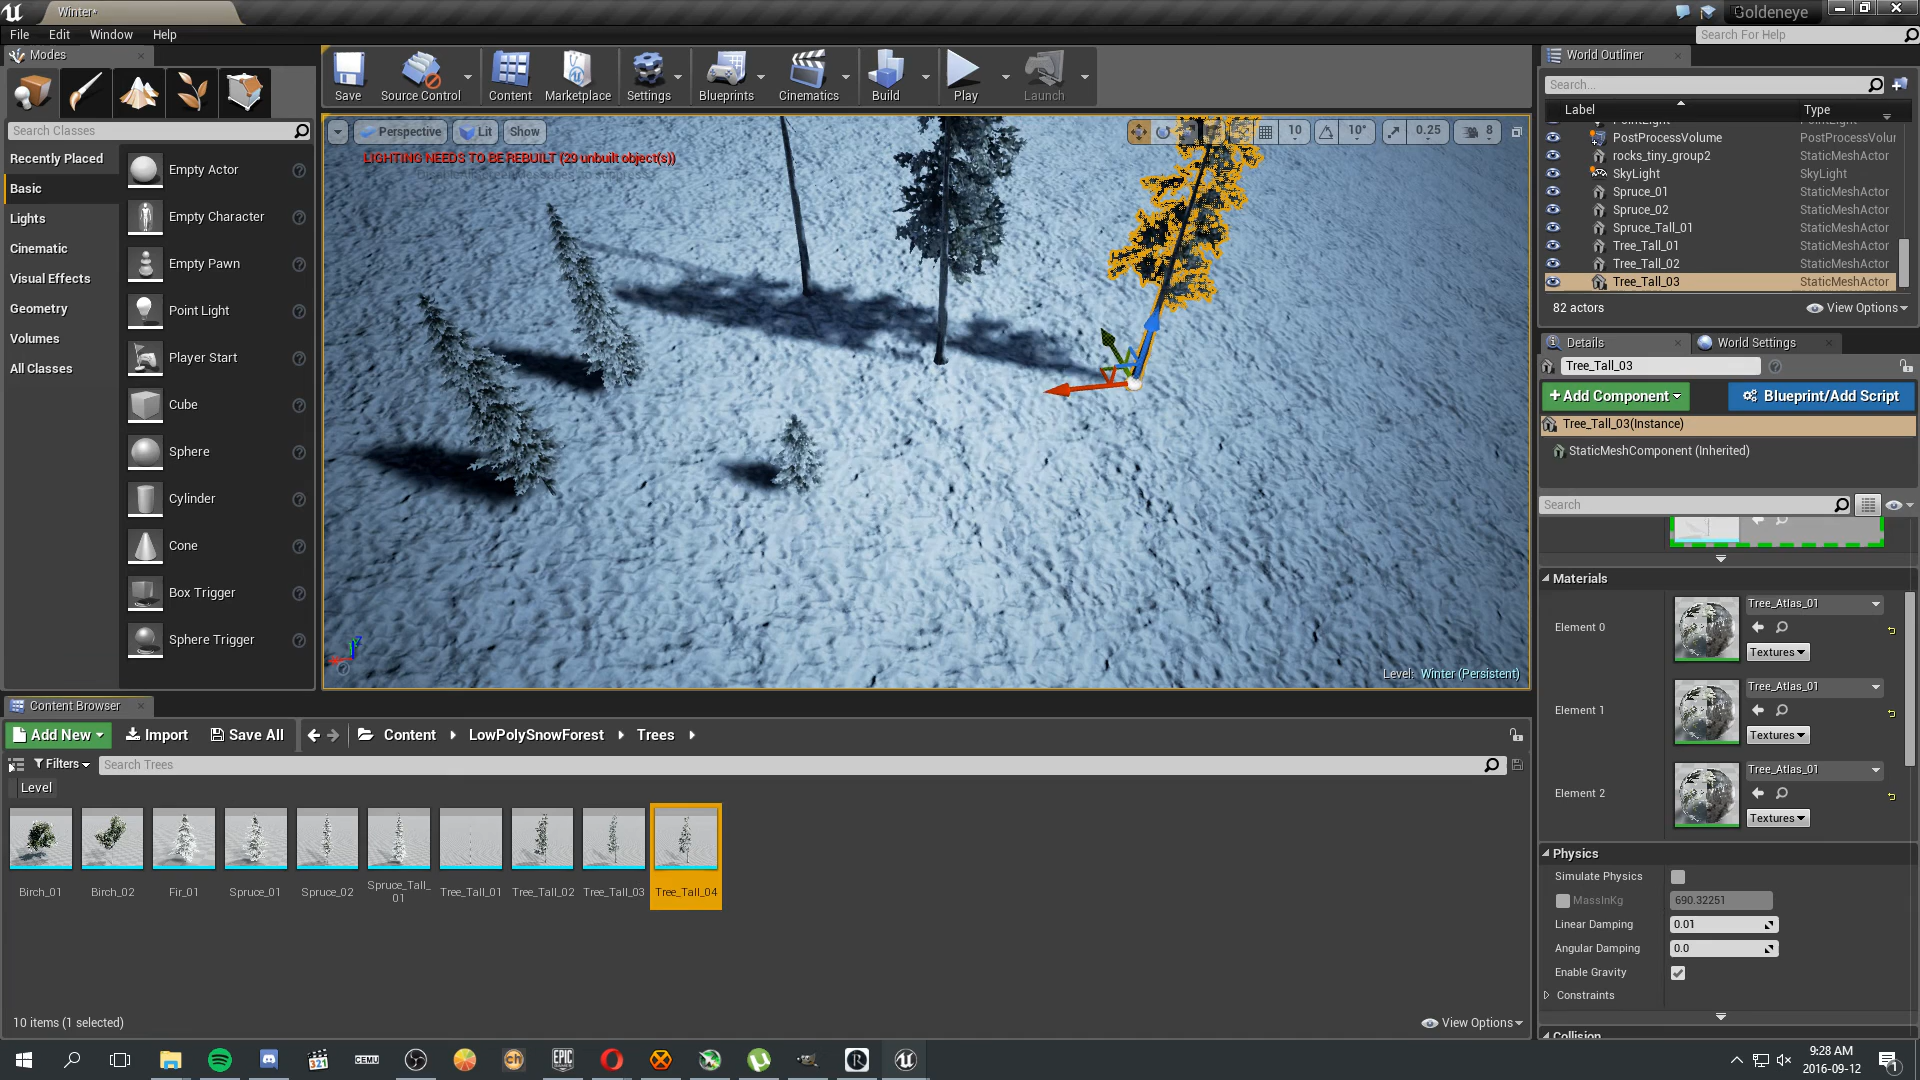 Winter•
Goldeneye
File Edit Window Help
Search For Help
Modes
Search Classes
Recently Placed
Basic
Lights
Cinematic
Visual Effects
Geometry
Volumes
All Classes
Empty Actor
Empty Character
Empty Pawn
Point Light
Player Start
Cube
Sphere
Cylinder
Cone
Box Trigger
Sphere Trigger
Save
Source Control
Content
Marketplace
Settings
Blueprints
Cinematics
Build
Play
Launch
Perspective
Lit
Show
10
10°
0.25
8
LIGHTING NEEDS TO BE REBUILT (29 unbuilt object(s))
Level: Winter (Persistent)
World Outliner
Search...
Label Type
PostProcessVolume PostProcessVolur
rocks_tiny_group2 StaticMeshActor
SkyLight SkyLight
Spruce_01 StaticMeshActor
Spruce_02 StaticMeshActor
Spruce_Tall_01 StaticMeshActor
Tree_Tall_01 StaticMeshActor
Tree_Tall_02 StaticMeshActor
Tree_Tall_03 StaticMeshActor
82 actors
View Options
Details
World Settings
Tree_Tall_03
+Add Component
Blueprint/Add Script
Tree_Tall_03(Instance)
StaticMeshComponent (Inherited)
Search
Materials
Element 0
Tree_Atlas_01
Textures
Element 1
Tree_Atlas_01
Textures
Element 2
Tree_Atlas_01
Textures
Physics
Simulate Physics
MassInKg 690.32251
Linear Damping 0.01
Angular Damping 0.0
Enable Gravity
Constraints
Collision
Content Browser
Add New
Import
Save All
Content
LowPolySnowForest
Trees
Filters
Search Trees
Level
Birch_01
Birch_02
Fir_01
Spruce_01
Spruce_02
Spruce_Tall_
01
Tree_Tall_01
Tree_Tall_02
Tree_Tall_03
Tree_Tall_04
10 items (1 selected)
View Options
321
CEMU
ch
EPIC
GAMES
R
9:28 AM
2016-09-12
1